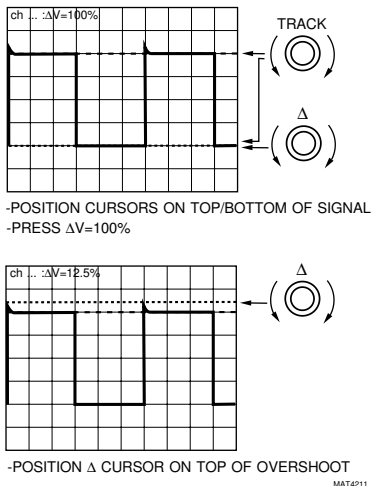 ch ... :ΔV=100%
TRACK
Δ
-POSITION CURSORS ON TOP/BOTTOM OF SIGNAL
-PRESS ΔV=100%
ch ... :ΔV=12.5%
Δ
-POSITION Δ CURSOR ON TOP OF OVERSHOOT
MAT4211